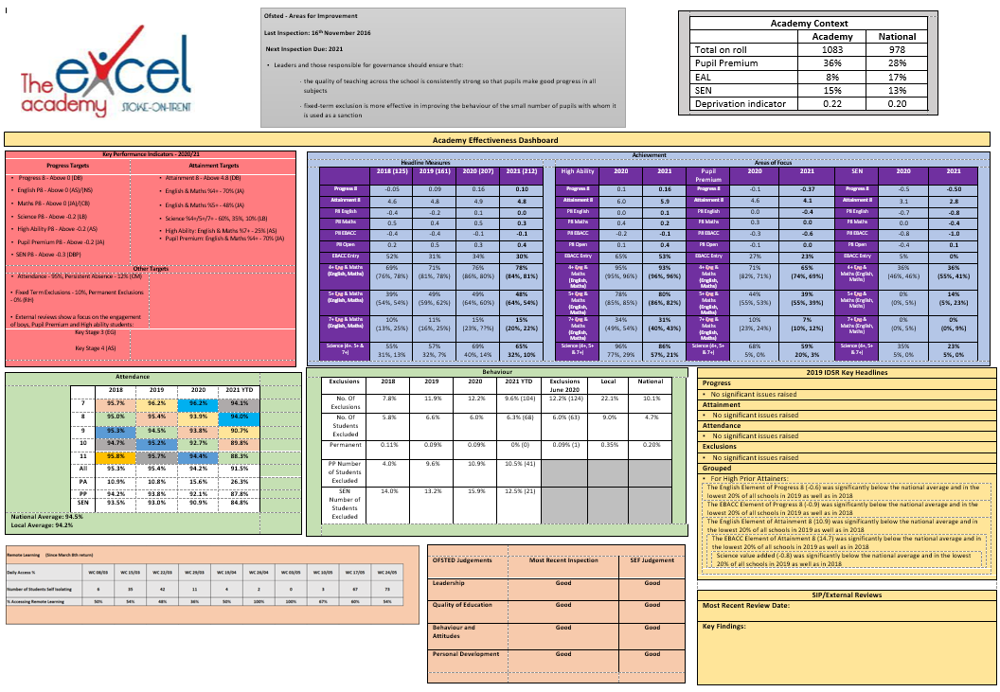 The
excel
academy
STOKE-ON-TRENT
Ofsted - Areas for Improvement
Last Inspection: 16th November 2016
Next Inspection Due: 2021
• Leaders and those responsible for governance should ensure that:
- the quality of teaching across the school is consistently strong so that pupils make good progress in all
subjects
- fixed-term exclusion is more effective in improving the behaviour of the small number of pupils with whom it
is used as a sanction
Academy Context
Academy National
Total on roll 1083 978
Pupil Premium 36% 28%
EAL 8% 17%
SEN 15% 13%
Deprivation indicator 0.22 0.20
Academy Effectiveness Dashboard
Key Performance Indicators - 2020/21
Progress Targets Attainment Targets
• Progress 8 - Above 0 (DB)
• English P8 - Above 0 (AS)/(NS)
• Maths P8 - Above 0 (JA)/(CB)
• Science P8 - Above -0.2 (LB)
• High Ability P8 - Above -0.2 (AS)
• Pupil Premium P8 - Above -0.2 (JA)
• SEN P8 - Above -0.3 (DBP)
• Attainment 8 - Above 4.8 (DB)
• English & Maths %4+ - 70% (JA)
• English & Maths %5+ - 48% (JA)
• Science %4+/5+/7+ - 60%, 35%, 10% (LB)
• High Ability: English & Maths %7+ - 25% (AS)
• Pupil Premium: English & Maths %4+ - 70% (JA)
Other Targets
• Attendance - 95%, Persistent Absence - 12% (CM)
• Fixed Term Exclusions - 10%, Permanent Exclusions
- 0% (RH)
• External reviews show a focus on the engagement
of boys, Pupil Premium and High ability students:
Key Stage 3 (EG)
Key Stage 4 (AS)
Achievement
Headline Measures Areas of Focus
2018 (125) 2019 (161) 2020 (207) 2021 (212) High Ability 2020 2021 Pupil Premium 2020 2021 SEN 2020 2021
Progress 8 -0.05 0.09 0.16 0.10 Progress 8 0.1 0.16 Progress 8 -0.1 -0.37 Progress 8 -0.5 -0.50
Attainment 8 4.6 4.8 4.9 4.8 Attainment 8 6.0 5.9 Attainment 8 4.6 4.1 Attainment 8 3.1 2.8
P8 English -0.4 -0.2 0.1 0.0 P8 English 0.1 0.0 P8 English 0.0 -0.4 P8 English -0.7 -0.8
P8 Maths 0.5 0.4 0.2 0.3 P8 Maths 0.2 0.1 P8 Maths 0.2 0.0 P8 Maths 0.0 -0.4
P8 EBACC -0.4 -0.4 -0.1 -0.1 P8 EBACC -0.2 -0.1 P8 EBACC -0.3 -0.6 P8 EBACC -0.8 -1.0
P8 Open 0.2 0.5 0.3 0.4 P8 Open 0.1 0.6 P8 Open 0.1 -0.2 P8 Open -0.4 0.1
EBACC Entry 52% 31% 34% 30% EBACC Entry 65% 53% EBACC Entry 27% 23% EBACC Entry 5% 0%
4+ Eng & Maths (English, Maths) 69% (76%, 78%) 71% (81%, 78%) 76% (86%, 80%) 78% (84%, 81%) 4+ Eng & Maths (English, Maths) 95% (95%, 96%) 93% (96%, 96%) 4+ Eng & Maths (English, Maths) 71% (82%, 71%) 65% (74%, 69%) 4+ Eng & Maths (English, Maths) 36% (46%, 46%) 36% (55%, 41%)
5+ Eng & Maths (English, Maths) 39% (54%, 54%) 49% (59%, 62%) 49% (64%, 60%) 48% (64%, 54%) 5+ Eng & Maths (English, Maths) 78% (85%, 85%) 80% (86%, 82%) 5+ Eng & Maths (English, Maths) 44% (55%, 53%) 39% (55%, 39%) 5+ Eng & Maths (English, Maths) 5% (0%, 5%) 14% (5%, 23%)
7+ Eng & Maths (English, Maths) 10% (13%, 25%) 11% (16%, 25%) 15% (23%, ??%) 15% (20%, 22%) 7+ Eng & Maths (English, Maths) 34% (49%, 54%) 31% (40%, 43%) 7+ Eng & Maths (English, Maths) 10% (23%, 24%) 7% (10%, 12%) 7+ Eng & Maths (English, Maths) 0% (0%, 5%) 0% (0%, 9%)
Science (4+, 5+ & 7+) 55% 31%, 13% 57% 32%, 7% 69% 40%, 14% 65% 32%, 10% Science (4+, 5+ & 7+) 96% 77%, 29% 86% 57%, 21% Science (4+, 5+ & 7+) 68% 5%, 0% 59% 20%, 3% Science (4+, 5+ & 7+) 35% 5%, 0% 23% 5%, 0%
Attendance
2018 2019 2020 2021 YTD
7 95.7% 96.2% 96.2% 94.1%
8 95.0% 95.4% 93.9% 94.0%
9 95.3% 94.5% 93.8% 90.7%
10 94.7% 95.2% 92.7% 89.8%
11 95.8% 95.7% 94.4% 88.3%
All 95.3% 95.4% 94.2% 91.5%
PA 10.9% 10.8% 15.6% 26.3%
PP 94.2% 93.8% 92.1% 87.8%
SEN 93.5% 93.0% 90.9% 84.8%
National Average: 94.5%
Local Average: 94.2%
Behaviour
Exclusions 2018 2019 2020 2021 YTD Exclusions June 2020 Local National
No. Of Exclusions 7.8% 11.9% 12.2% 9.6% (104) 12.2% (124) 22.1% 10.1%
No. Of Students Excluded 5.8% 6.6% 6.0% 6.3% (68) 6.0% (63) 9.0% 4.7%
Permanent 0.11% 0.09% 0.09% 0% (0) 0.09% (1) 0.35% 0.20%
PP Number of Students Excluded 4.0% 9.6% 10.9% 10.5% (41)
SEN Number of Students Excluded 14.0% 13.2% 15.9% 12.5% (21)
2019 IDSR Key Headlines
Progress
• No significant issues raised
Attainment
• No significant issues raised
Attendance
• No significant issues raised
Exclusions
• No significant issues raised
Grouped
• For High Prior Attainers:
The English Element of Progress 8 (-0.6) was significantly below the national average and in the
lowest 20% of all schools in 2019 as well as in 2018
The EBACC Element of Progress 8 (-0.9) was significantly below the national average and in the
lowest 20% of all schools in 2019 as well as in 2018
The English Element of Attainment 8 (10.9) significantly below the national average and in
the lowest 20% of all schools in 2019 as well as in 2018
The EBACC Element of Attainment 8 (14.7) was significantly below the national average and in
the lowest 20% of all schools in 2019 as well as in 2018
Science value added (-0.8) was significantly below the national average and in the lowest
20% of all schools in 2019 as well as in 2018
Remote Learning (Since March 8th return)
Daily Access % WC 08/03 WC 15/03 WC 22/03 WC 29/03 WC 19/04 WC 26/04 WC 03/05 WC 10/05 WC 17/05 WC 24/05
Number of Students Self Isolating 6 35 42 11 4 2 0 3 67 73
% Accessing Remote Learning 50% 54% 48% 36% 50% 100% 100% 67% 60% 54%
OFSTED Judgements Most Recent Inspection SEF Judgement
Leadership Good Good
Quality of Education Good Good
Behaviour and Attitudes Good Good
Personal Development Good Good
SIP/External Reviews
Most Recent Review Date:
Key Findings: